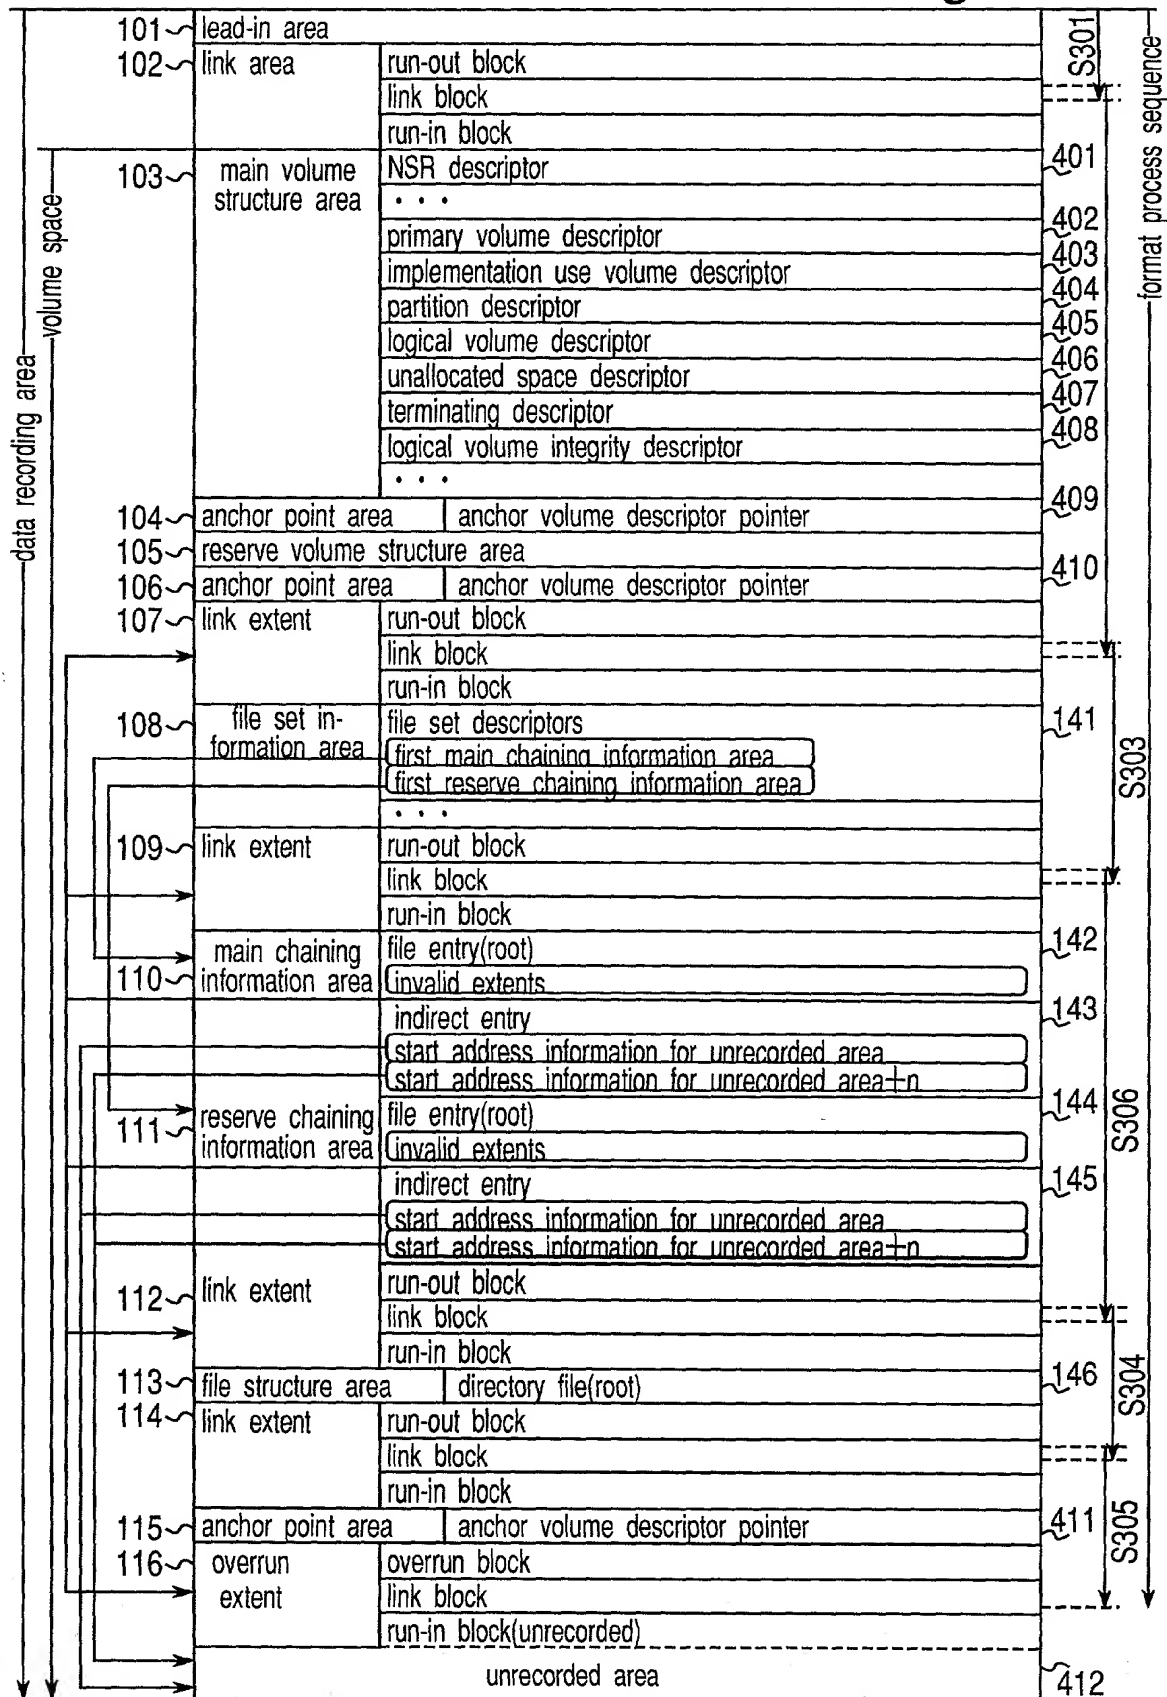 g
101 lead-in area
102 link area run-out block
link block
run-in block
103 main volume structure area NSR descriptor 401
. . .
primary volume descriptor 402
implementation use volume descriptor 403
partition descriptor 404
logical volume descriptor 405
unallocated space descriptor 406
terminating descriptor 407
logical volume integrity descriptor 408
. . .
104 anchor point area anchor volume descriptor pointer 409
105 reserve volume structure area
106 anchor point area anchor volume descriptor pointer 410
107 link extent run-out block
link block
run-in block
108 file set in-formation area file set descriptors 141
first main chaining information area
first reserve chaining information area
. . .
109 link extent run-out block
link block
run-in block
110 main chaining information area file entry(root) 142
invalid extents
indirect entry 143
start address information for unrecorded area
start address information for unrecorded area+n
111 reserve chaining information area file entry(root) 144
invalid extents
indirect entry 145
start address information for unrecorded area
start address information for unrecorded area+n
112 link extent run-out block
link block
run-in block
113 file structure area directory file(root) 146
114 link extent run-out block
link block
run-in block
115 anchor point area anchor volume descriptor pointer 411
116 overrun extent overrun block
link block
run-in block(unrecorded)
unrecorded area 412
data recording area
volume space
S301
S303
S306
S304
S305
format process sequence